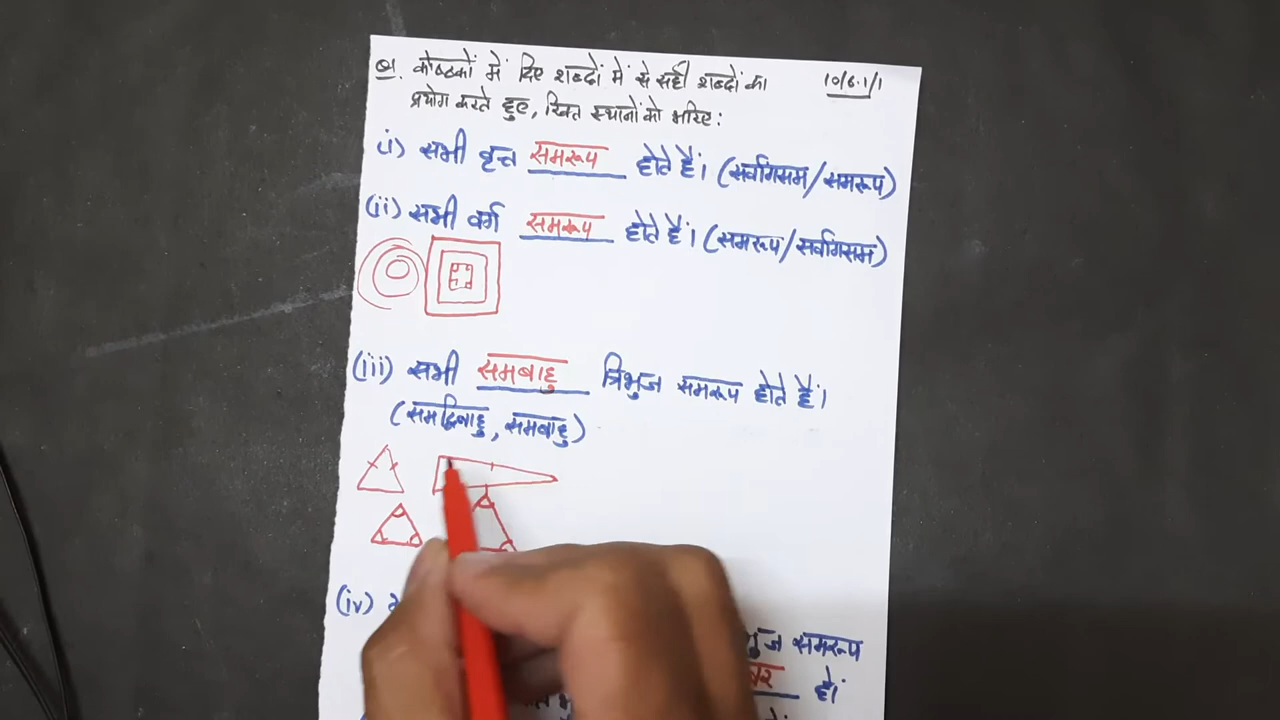 प्र. कोष्ठकों में दिए शब्दों में से सही शब्दों का 10/6.1/1
प्रयोग करते हुए, रिक्त स्थानों को भरिए:
(i) सभी वृत्त समरूप होते हैं। (सर्वांगसम/समरूप)
(ii) सभी वर्ग समरूप होते हैं। (समरूप/सर्वांगसम)
(iii) सभी समबाहु त्रिभुज समरूप होते हैं।
(समद्विबाहु, समबाहु)
(iv)
समरूप
हों